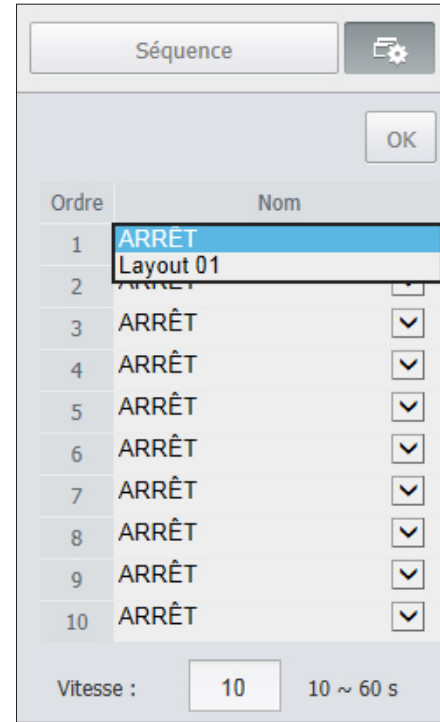 Séquence
OK
Ordre Nom
1 ARRÊT
Layout 01
2 ARRÊT
3 ARRÊT
4 ARRÊT
5 ARRÊT
6 ARRÊT
7 ARRÊT
8 ARRÊT
9 ARRÊT
10 ARRÊT
Vitesse : 10 10 ~ 60 s